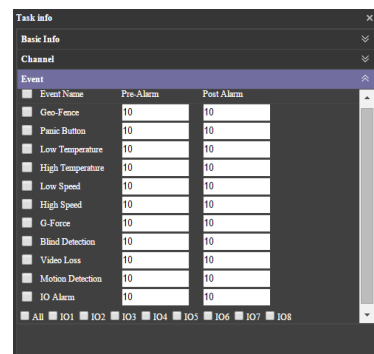 Task info ×
Basic Info
Channel
Event
Event Name Pre-Alarm Post Alarm
Geo-Fence 10 10
Panic Button 10 10
Low Temperature 10 10
High Temperature 10 10
Low Speed 10 10
High Speed 10 10
G-Force 10 10
Blind Detection 10 10
Video Loss 10 10
Motion Detection 10 10
IO Alarm 10 10
All IO1 IO2 IO3 IO4 IO5 IO6 IO7 IO8